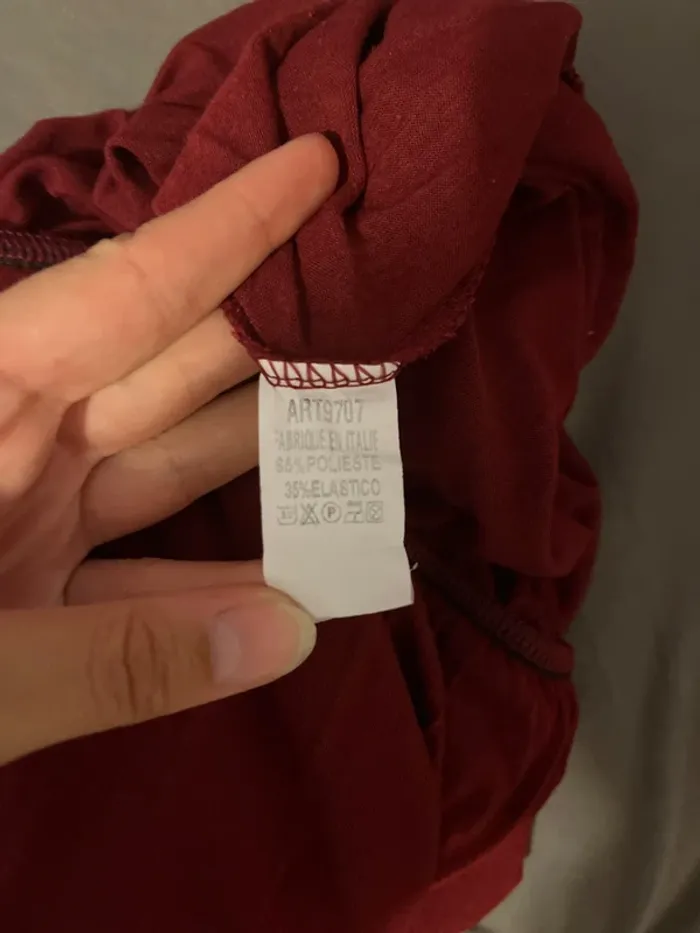 ART9707
FABRIQUE EN ITALIE
65%POLIESTE
35%ELASTICO
P